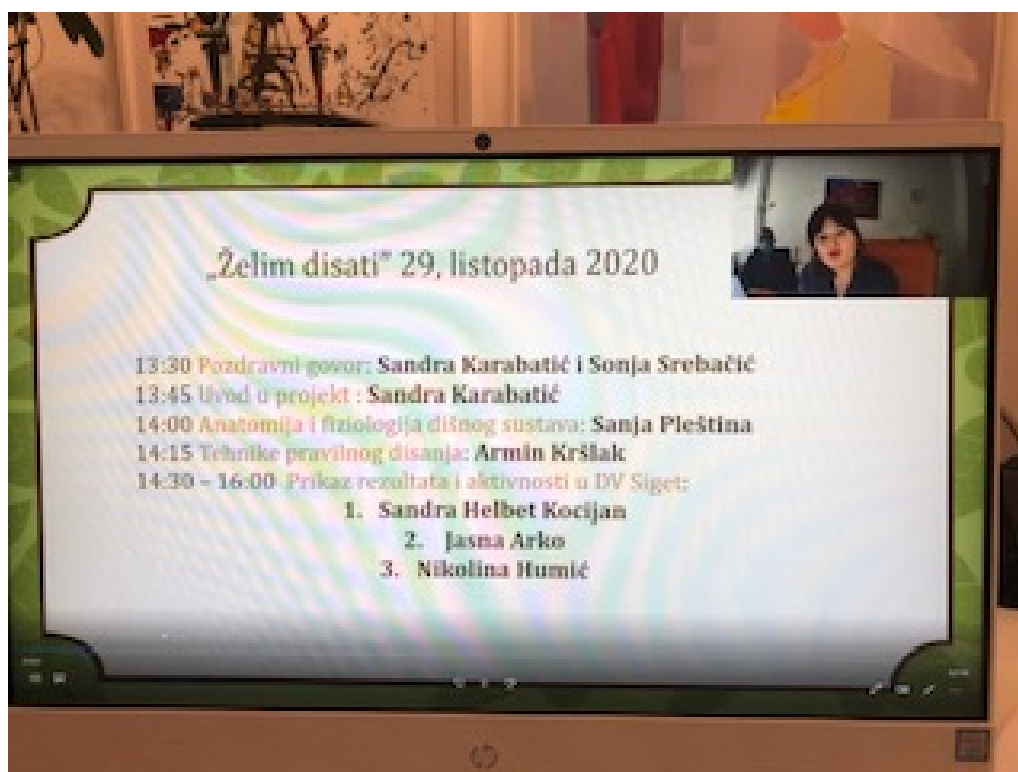 „Želim disati” 29, listopada 2020
13:30 Pozdravni govor: Sandra Karabatić i Sonja Srebačić
13:45 Uvod u projekt : Sandra Karabatić
14:00 Anatomija i fiziologija dišnog sustava: Sanja Pleština
14:15 Tehnike pravilnog disanja: Armin Kršlak
14:30 – 16:00 Prikaz rezultata i aktivnosti u DV Siget:
1. Sandra Helbet Kocijan
2. Jasna Arko
3. Nikolina Humić